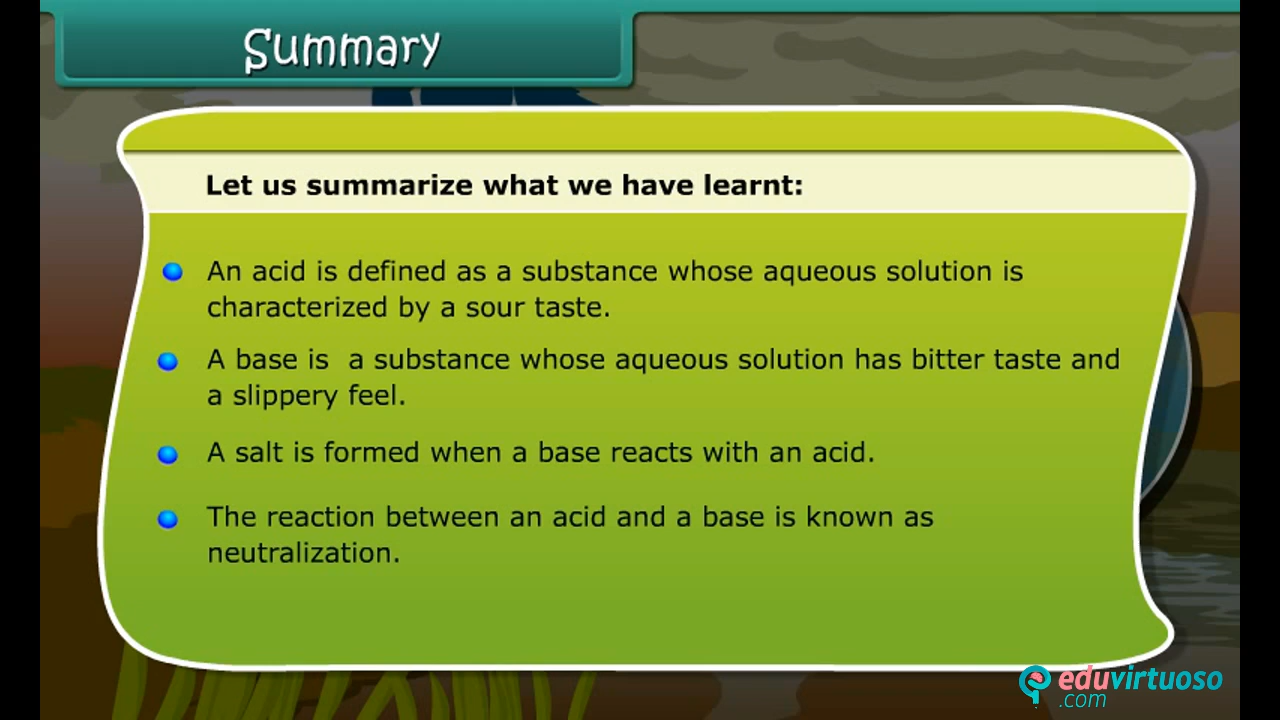 Summary
Let us summarize what we have learnt:
An acid is defined as a substance whose aqueous solution is
characterized by a sour taste.
A base is a substance whose aqueous solution has bitter taste and
a slippery feel.
A salt is formed when a base reacts with an acid.
The reaction between an acid and a base is known as
neutralization.
eduvirtuoso
.com